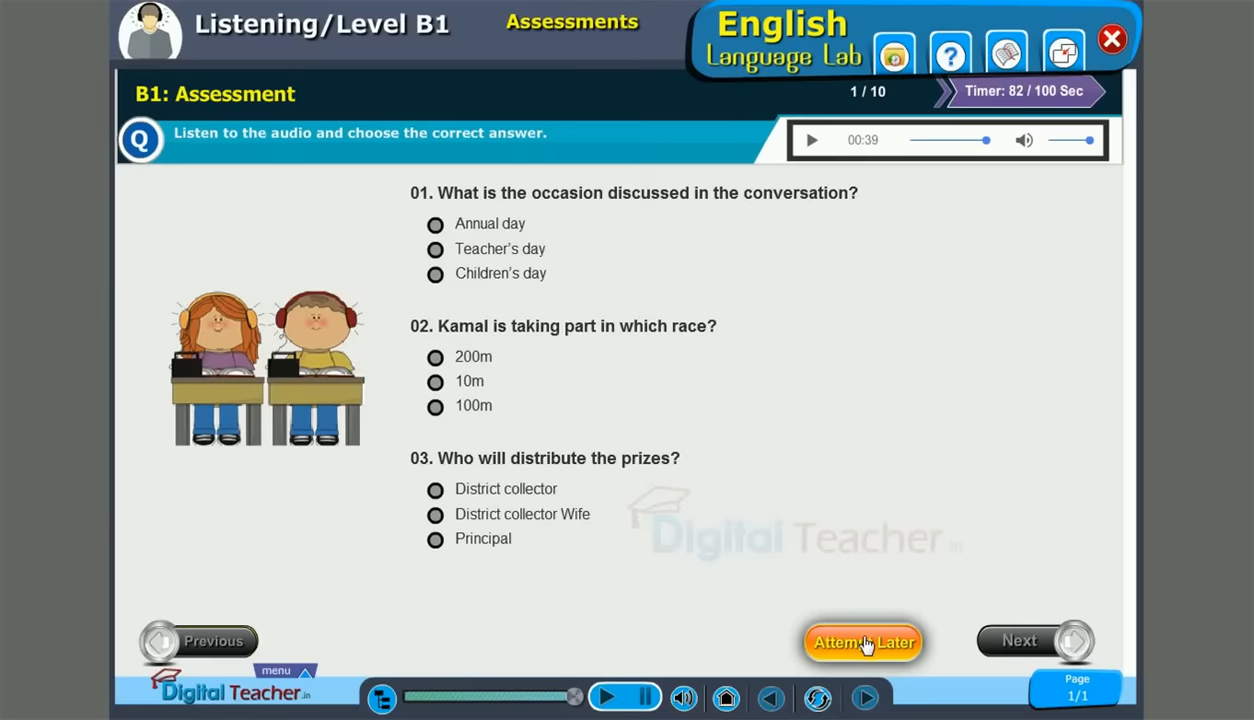 Listening/Level B1
Assessments
English
Language Lab
B1: Assessment
1 / 10
Timer: 82 / 100 Sec
Q
Listen to the audio and choose the correct answer.
00:39
01. What is the occasion discussed in the conversation?
Annual day
Teacher's day
Children's day
02. Kamal is taking part in which race?
200m
10m
100m
03. Who will distribute the prizes?
District collector
District collector Wife
Principal
Digital Teacher.in
Previous
Attempt Later
Next
menu
Digital Teacher.in
Page
1/1